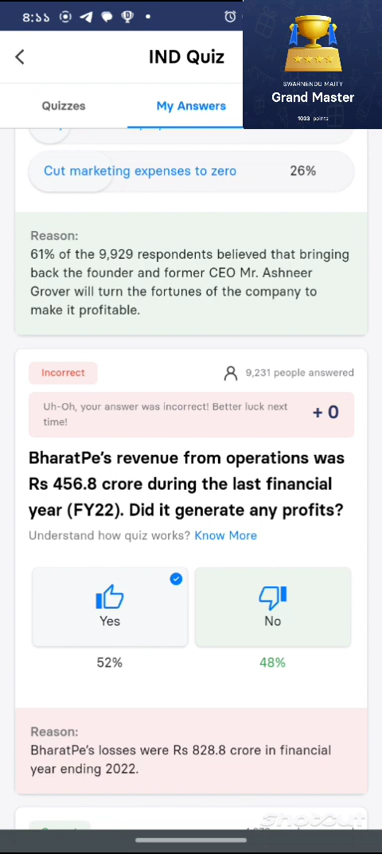 ৪:১১
IND Quiz
SWARNENDU MAITY
Grand Master
1033 points
Quizzes
My Answers
Cut marketing expenses to zero
26%
Reason:
61% of the 9,929 respondents believed that bringing
back the founder and former CEO Mr. Ashneer
Grover will turn the fortunes of the company to
make it profitable.
Incorrect
9,231 people answered
Uh-Oh, your answer was incorrect! Better luck next
time!
+ 0
BharatPe's revenue from operations was
Rs 456.8 crore during the last financial
year (FY22). Did it generate any profits?
Understand how quiz works? Know More
Yes
No
52%
48%
Reason:
BharatPe's losses were Rs 828.8 crore in financial
year ending 2022.
shotcut